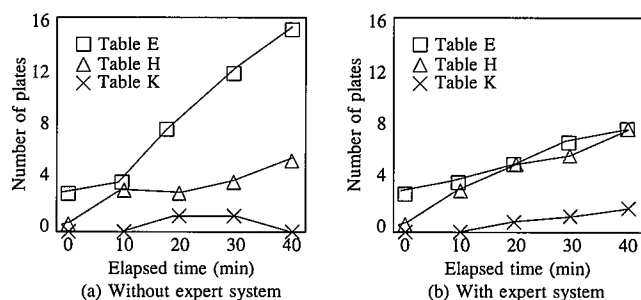 16
12
8
4
0
Number of plates
Table E
Table H
Table K
0 10 20 30 40
Elapsed time (min)
(a) Without expert system
16
12
8
4
0
Number of plates
Table E
Table H
Table K
0 10 20 30 40
Elapsed time (min)
(b) With expert system